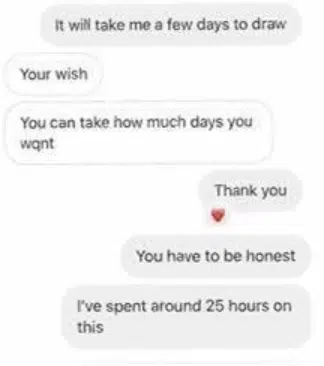 It will take me a few days to draw
Your wish
You can take how much days you
wqnt
Thank you
You have to be honest
I've spent around 25 hours on
this